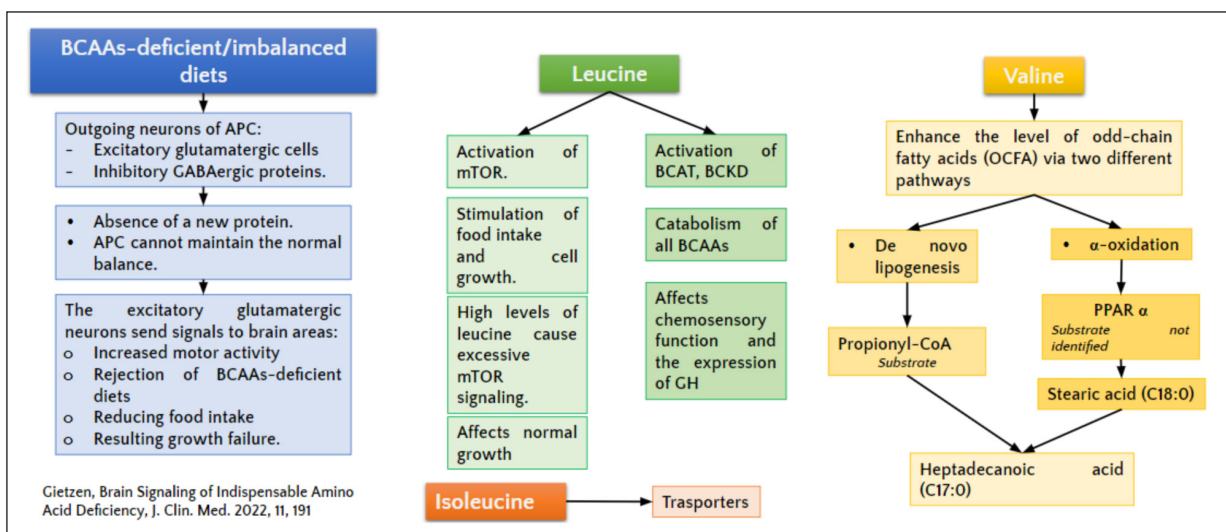 BCAAs-deficient/imbalanced
diets
Outgoing neurons of APC:
- Excitatory glutamatergic cells
- Inhibitory GABAergic proteins.
• Absence of a new protein.
• APC cannot maintain the normal
balance.
The excitatory glutamatergic
neurons send signals to brain areas:
o Increased motor activity
o Rejection of BCAAs-deficient
diets
o Reducing food intake
o Resulting growth failure.
Gietzen, Brain Signaling of Indispensable Amino
Acid Deficiency, J. Clin. Med. 2022, 11, 191
Leucine
Activation of
mTOR.
Stimulation of
food intake
and cell
growth.
High levels of
leucine cause
excessive
mTOR
signaling.
Affects normal
growth
Activation of
BCAT, BCKD
Catabolism of
all BCAAs
Affects
chemosensory
function and
the expression
of GH
Isoleucine
Trasporters
Valine
Enhance the level of odd-chain
fatty acids (OCFA) via two different
pathways
• De novo
lipogenesis
Propionyl-CoA
Substrate
• α-oxidation
PPAR α
Substrate not
identified
Stearic acid (C18:0)
Heptadecanoic acid
(C17:0)